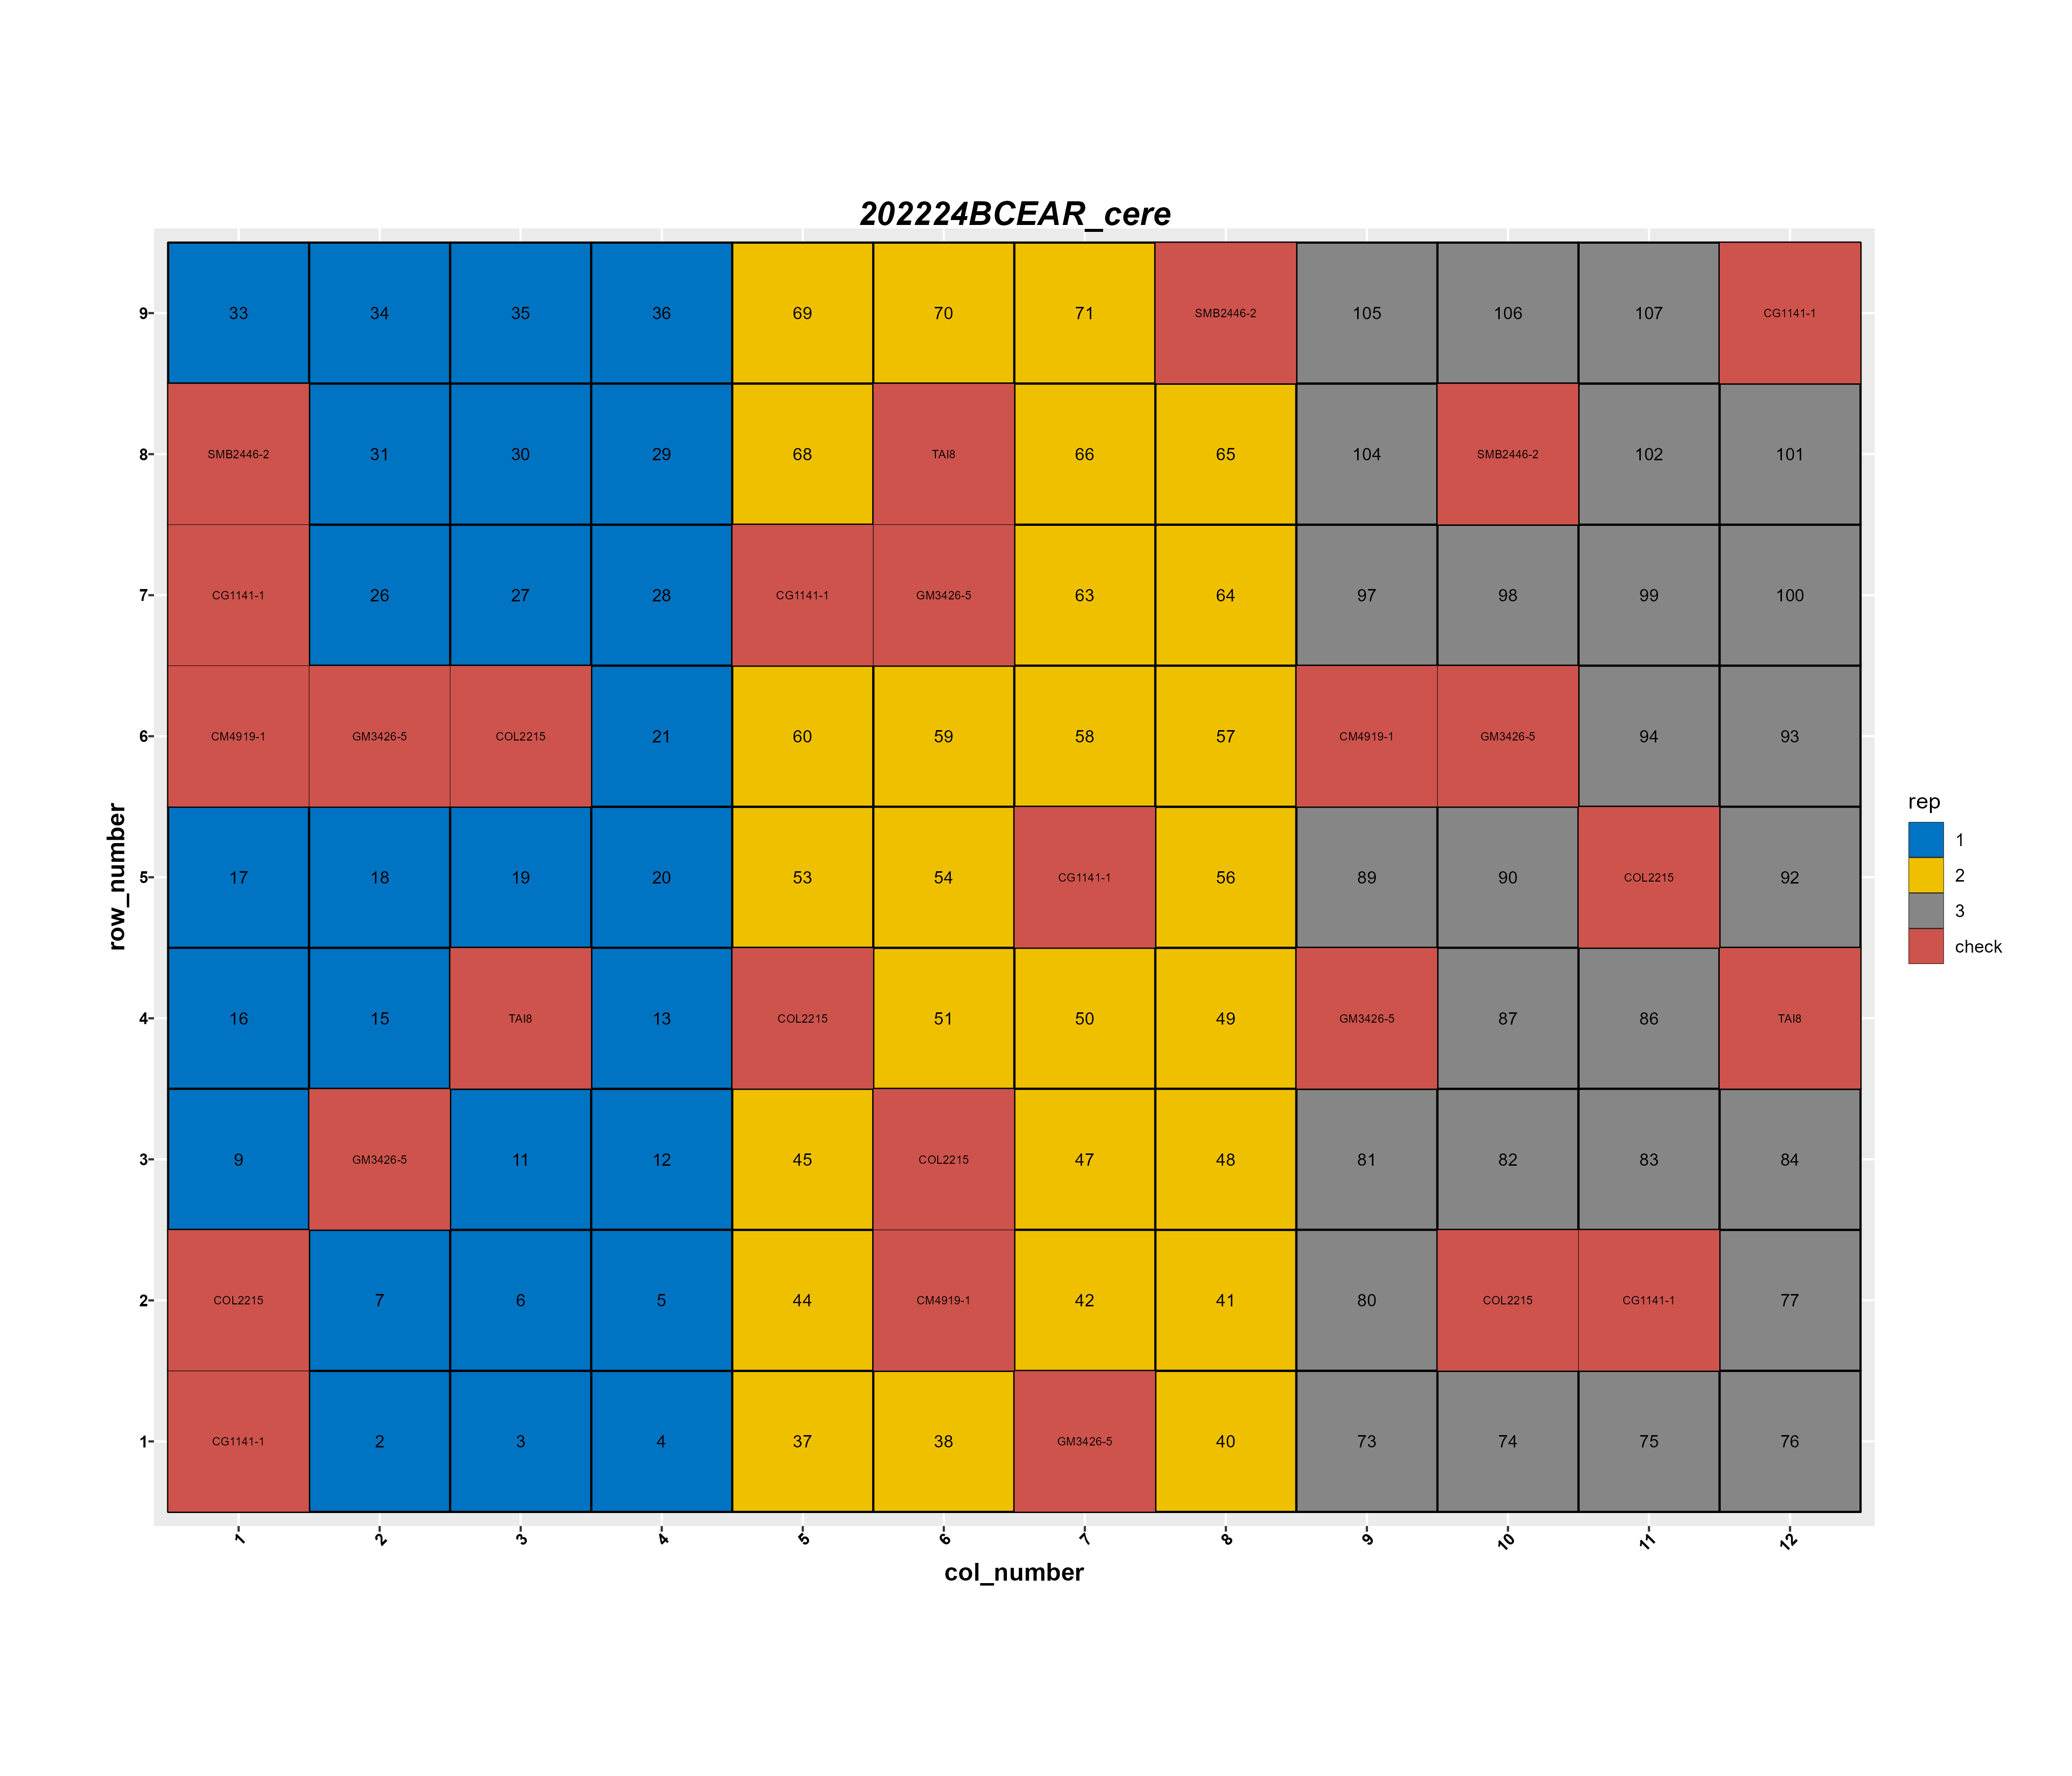 202224BCEAR_cere
9 33 34 35 36 69 70 71 SMB2446-2 105 106 107 CG1141-1
8 SMB2446-2 31 30 29 68 TAI8 66 65 104 SMB2446-2 102 101
7 CG1141-1 26 27 28 CG1141-1 GM3426-5 63 64 97 98 99 100
6 CM4919-1 GM3426-5 COL2215 21 60 59 58 57 CM4919-1 GM3426-5 94 93
5 17 18 19 20 53 54 CG1141-1 56 89 90 COL2215 92
4 16 15 TAI8 13 COL2215 51 50 49 GM3426-5 87 86 TAI8
3 9 GM3426-5 11 12 45 COL2215 47 48 81 82 83 84
2 COL2215 7 6 5 44 CM4919-1 42 41 80 COL2215 CG1141-1 77
1 CG1141-1 2 3 4 37 38 GM3426-5 40 73 74 75 76
1 2 3 4 5 6 7 8 9 10 11 12
col_number
row_number
rep
1
2
3
check